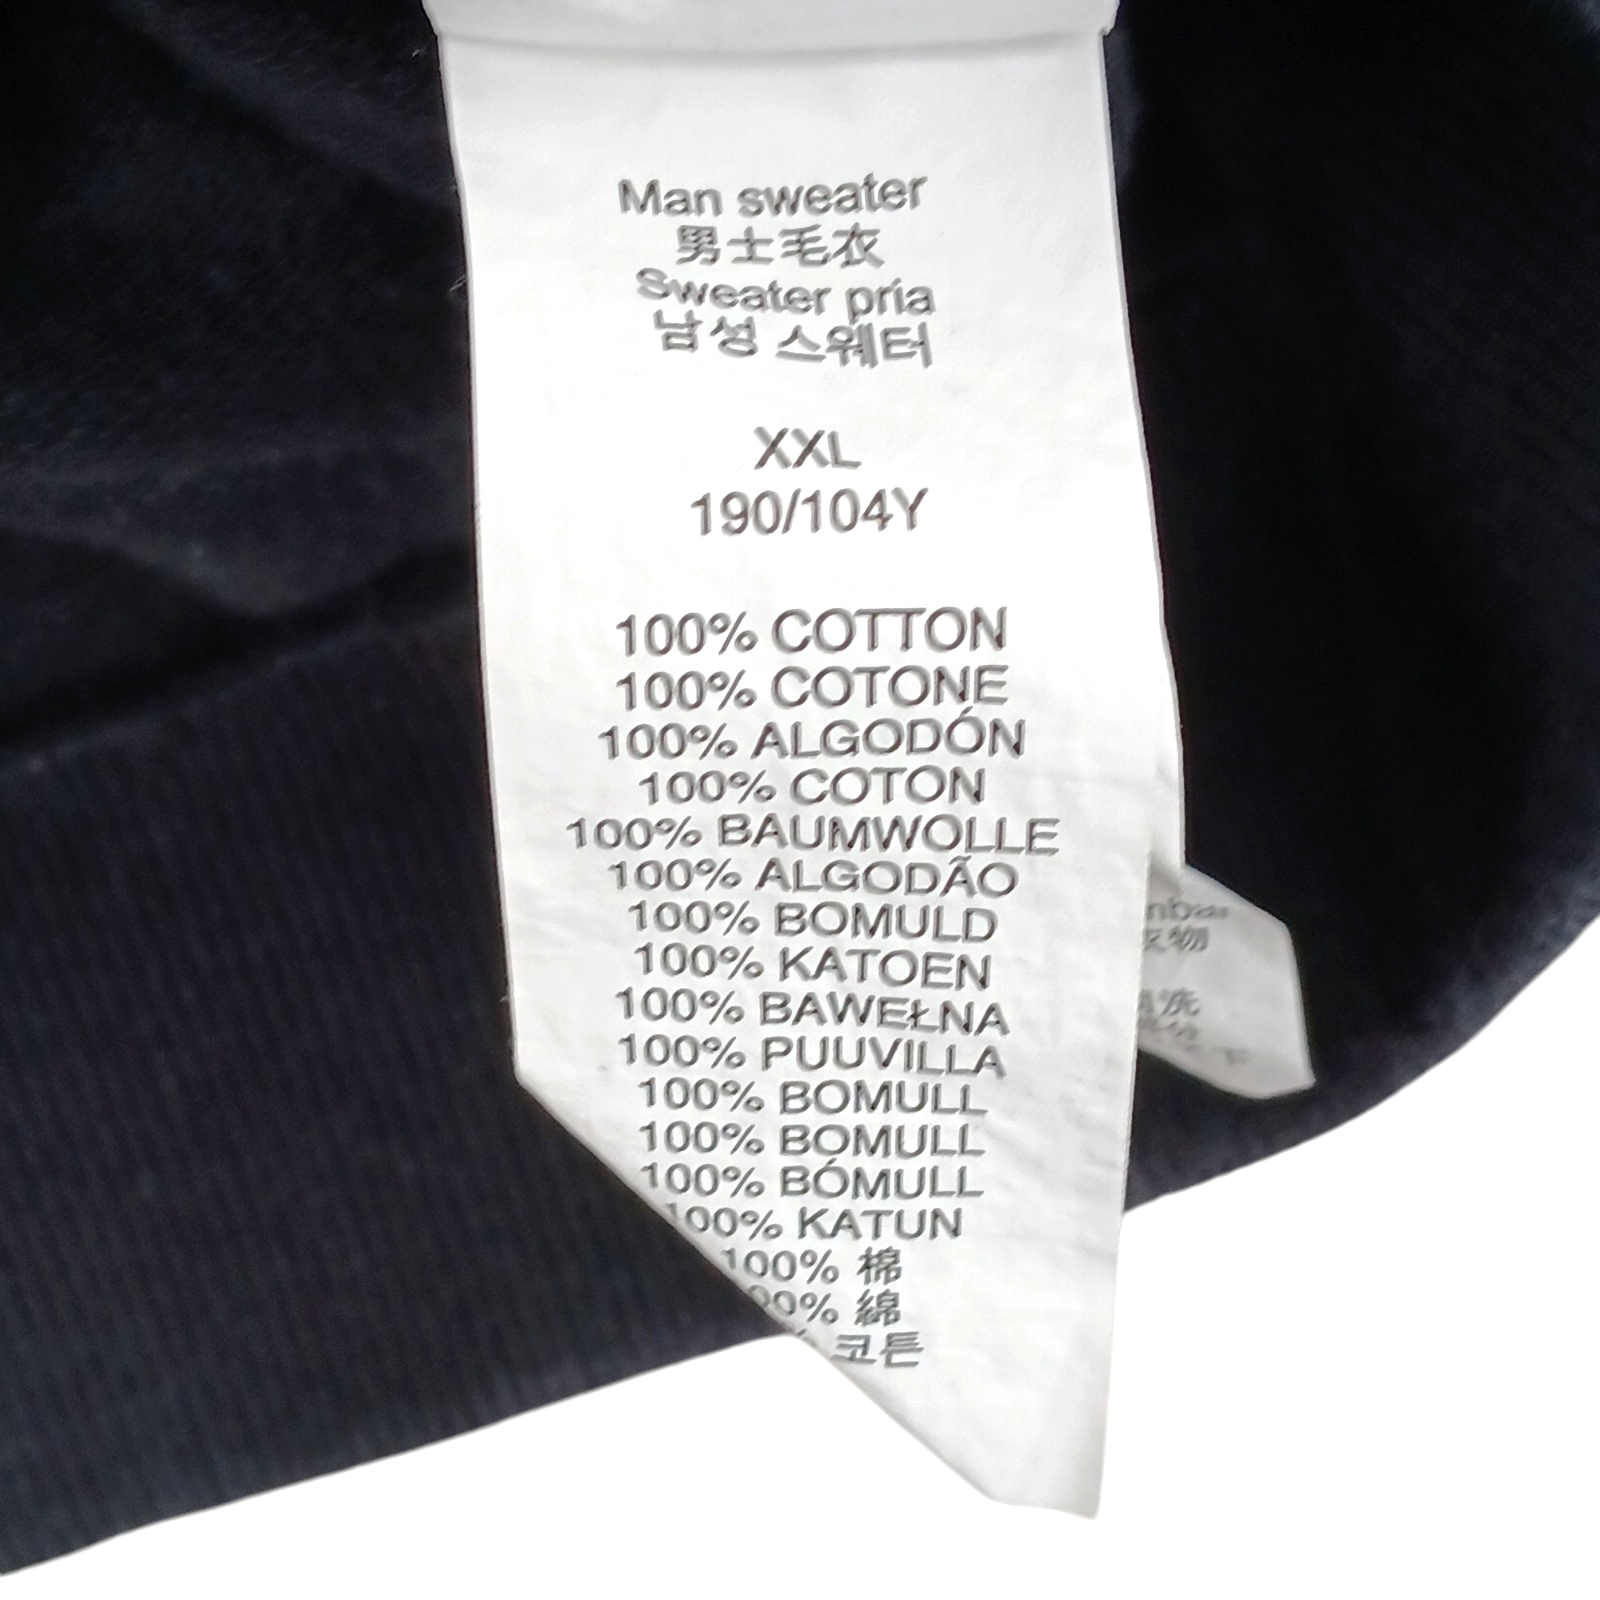 Man sweater
男士毛衣
Sweater pria
남성 스웨터
XXL
190/104Y
100% COTTON
100% COTONE
100% ALGODÓN
100% COTON
100% BAUMWOLLE
100% ALGODÃO
100% BOMULD
100% KATOEN
100% BAWEŁNA
100% PUUVILLA
100% BOMULL
100% BOMULL
100% BÓMULL
100% KATUN
100% 棉
00% 綿
% 코튼
物
洗